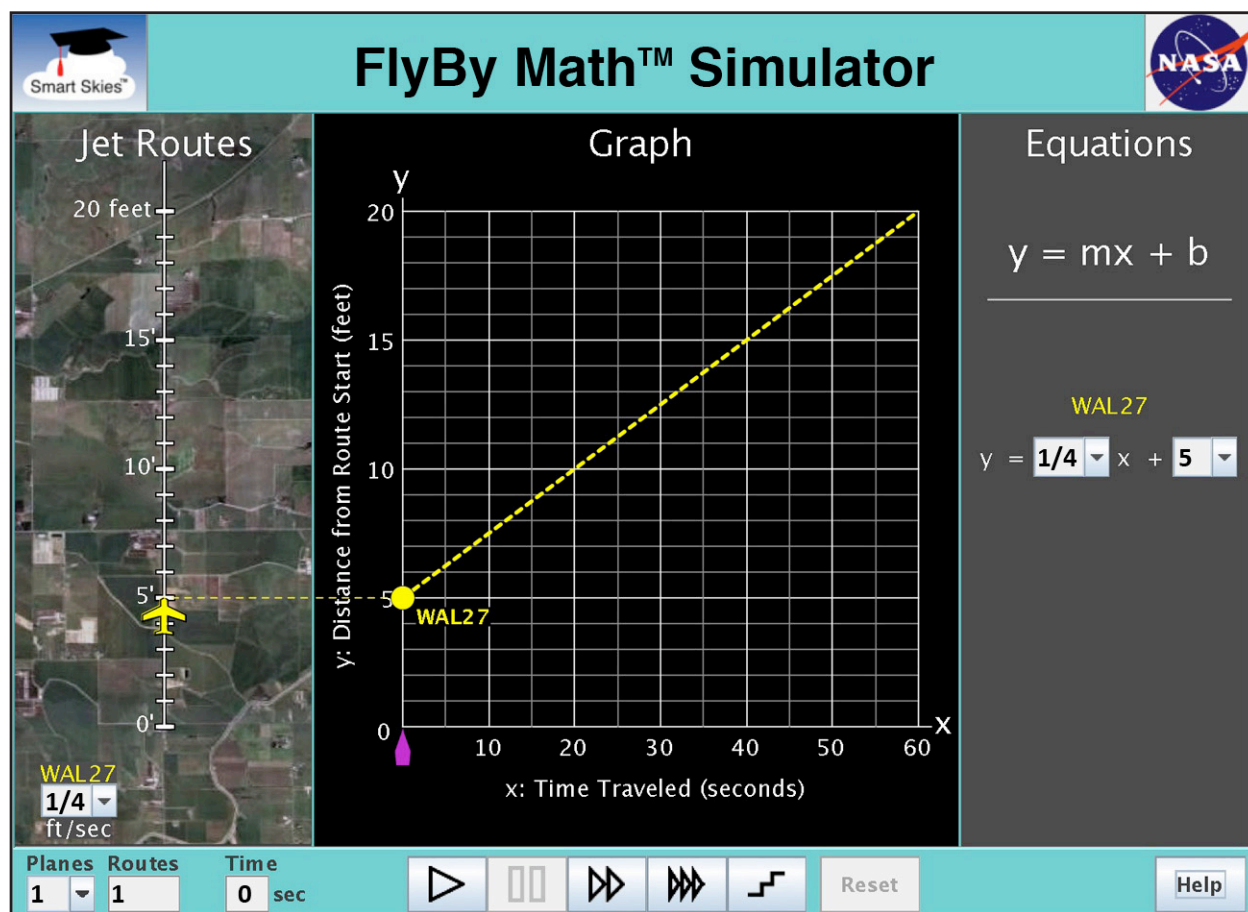 Smart Skies™
FlyBy Math™ Simulator
NASA
Jet Routes
20 feet
15'
10'
5'
0'
WAL27
1/4
ft/sec
Graph
y
20
15
10
5
0
y: Distance from Route Start (feet)
WAL27
x
10 20 30 40 50 60
x: Time Traveled (seconds)
Equations
y = mx + b
WAL27
y = 1/4 x + 5
Planes Routes Time
1 1 0 sec
Reset
Help